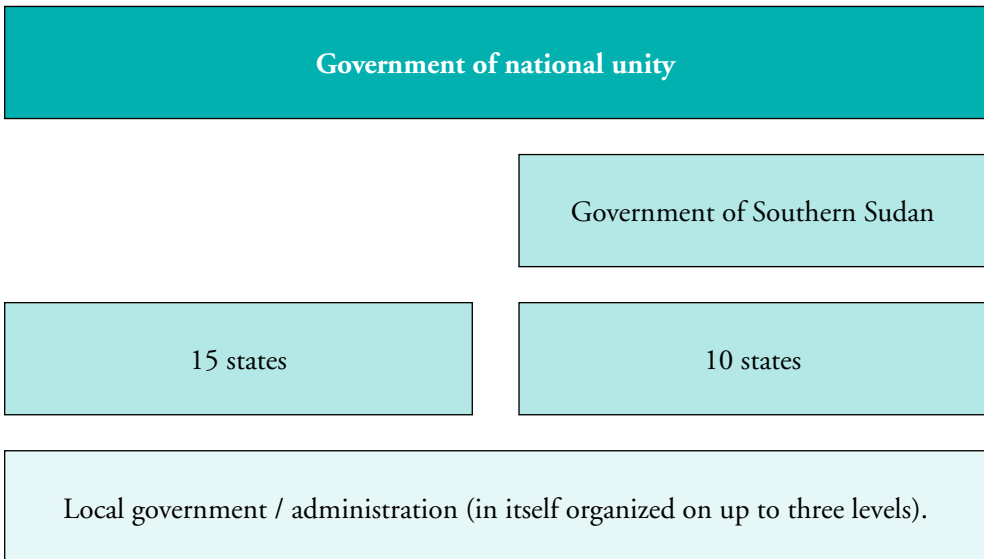 Government of national unity
Government of Southern Sudan
15 states
10 states
Local government / administration (in itself organized on up to three levels).